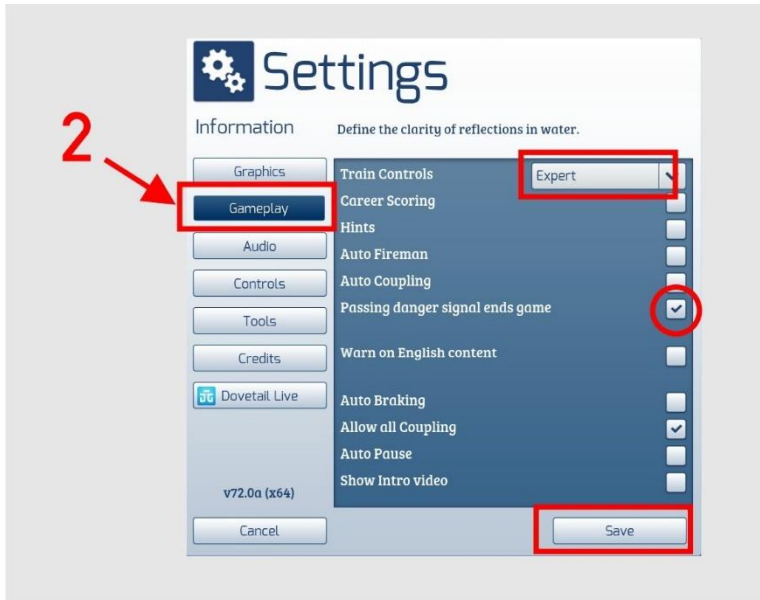 Settings
2
Information
Define the clarity of reflections in water.
Graphics
Gameplay
Audio
Controls
Tools
Credits
Dovetail Live
v72.0a (x64)
Train Controls
Expert
Career Scoring
Hints
Auto Fireman
Auto Coupling
Passing danger signal ends game
Warn on English content
Auto Braking
Allow all Coupling
Auto Pause
Show Intro video
Cancel
Save